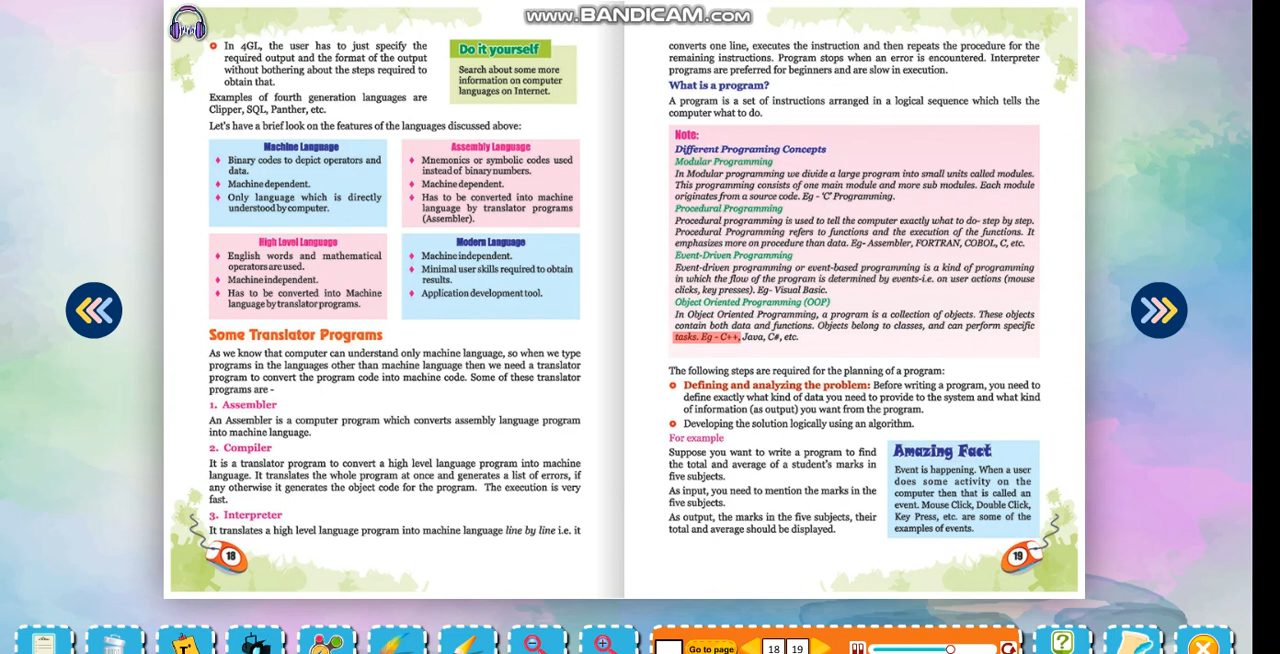 www.BANDICAM.com
In 4GL, the user has to just specify the
required output and the format of the output
without bothering about the steps required to
obtain that.
Examples of fourth generation languages are
Clipper, SQL, Panther, etc.
Do it yourself
Search about some more
information on computer
languages on Internet.
Let's have a brief look on the features of the languages discussed above:
Machine Language
Binary codes to depict operators and
data.
Machine dependent.
Only language which is directly
understood by computer.
Assembly Language
Mnemonics or symbolic codes used
instead of binary numbers.
Machine dependent.
Has to be converted into machine
language by translator programs
(Assembler).
High Level Language
English words and mathematical
operators are used.
Machine independent.
Has to be converted into Machine
language by translator programs.
Modern Language
Machine independent.
Minimal user skills required to obtain
results.
Application development tool.
Some Translator Programs
As we know that computer can understand only machine language, so when we type
programs in the languages other than machine language then we need a translator
program to convert the program code into machine code. Some of these translator
programs are -
1. Assembler
An Assembler is a computer program which converts assembly language program
into machine language.
2. Compiler
It is a translator program to convert a high level language program into machine
language. It translates the whole program at once and generates a list of errors, if
any otherwise it generates the object code for the program. The execution is very
fast.
3. Interpreter
It translates a high level language program into machine language line by line i.e. it
18
converts one line, executes the instruction and then repeats the procedure for the
remaining instructions. Program stops when an error is encountered. Interpreter
programs are preferred for beginners and are slow in execution.
What is a program?
A program is a set of instructions arranged in a logical sequence which tells the
computer what to do.
Note:
Different Programing Concepts
Modular Programming
In Modular programming we divide a large program into small units called modules.
This programming consists of one main module and more sub modules. Each module
originates from a source code. Eg - 'C' Programming.
Procedural Programming
Procedural programming is used to tell the computer exactly what to do- step by step.
Procedural Programming refers to functions and the execution of the functions. It
emphasizes more on procedure than data. Eg- Assembler, FORTRAN, COBOL, C, etc.
Event-Driven Programming
Event-driven programming or event-based programming is a kind of programming
in which the flow of the program is determined by events-i.e. on user actions (mouse
clicks, key presses). Eg- Visual Basic.
Object Oriented Programming (OOP)
In Object Oriented Programming, a program is a collection of objects. These objects
contain both data and functions. Objects belong to classes, and can perform specific
tasks. Eg - C++, Java, C#, etc.
The following steps are required for the planning of a program:
Defining and analyzing the problem: Before writing a program, you need to
define exactly what kind of data you need to provide to the system and what kind
of information (as output) you want from the program.
Developing the solution logically using an algorithm.
For example
Suppose you want to write a program to find
the total and average of a student's marks in
five subjects.
As input, you need to mention the marks in the
five subjects.
As output, the marks in the five subjects, their
total and average should be displayed.
Amazing Fact
Event is happening. When a user
does some activity on the
computer then that is called an
event. Mouse Click, Double Click,
Key Press, etc. are some of the
examples of events.
19
Go to page
18 19
?